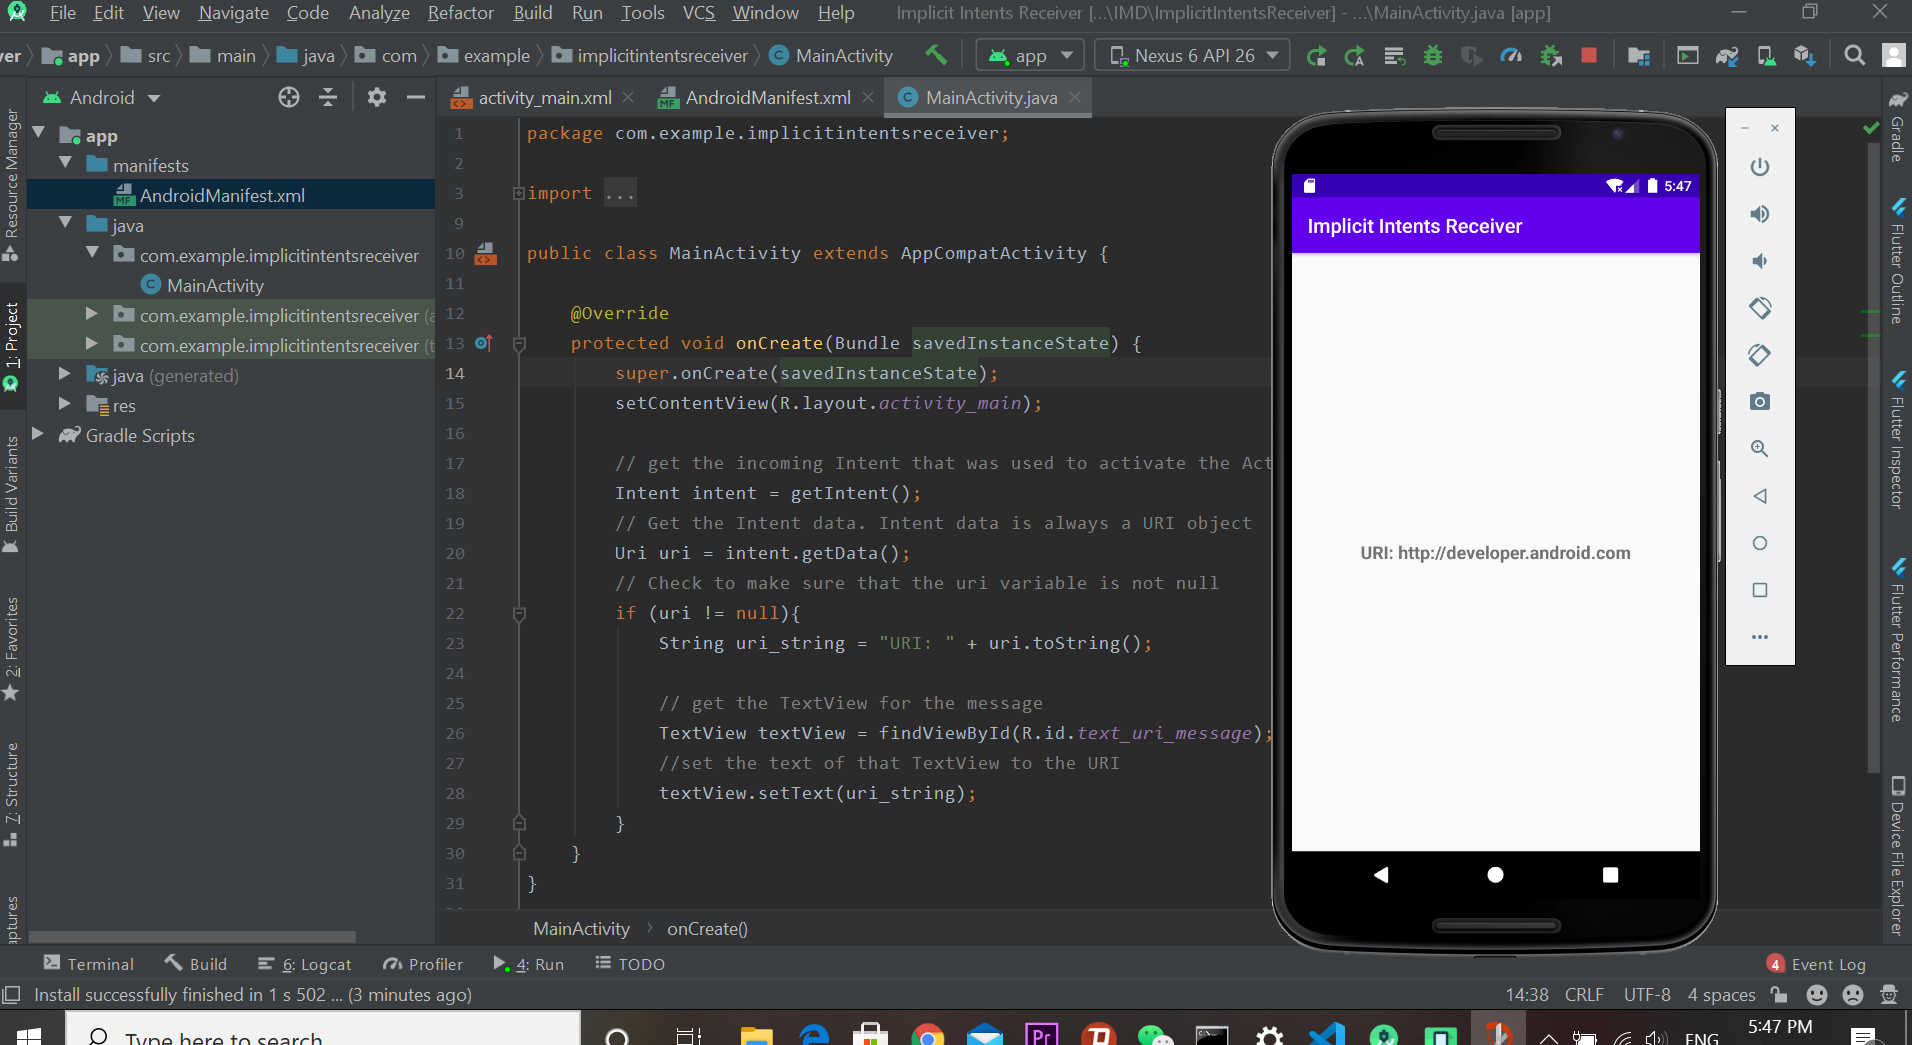 File Edit View Navigate Code Analyze Refactor Build Run Tools VCS Window Help Implicit Intents Receiver [...\IMD\ImplicitIntentsReceiver] - ...\MainActivity.java [app]
ver app src main java com example implicitintentsreceiver MainActivity app Nexus 6 API 26
Android
activity_main.xml AndroidManifest.xml MainActivity.java
app
manifests
AndroidManifest.xml
java
com.example.implicitintentsreceiver
MainActivity
com.example.implicitintentsreceiver (a
com.example.implicitintentsreceiver (t
java (generated)
res
Gradle Scripts
Resource Manager
1: Project
Build Variants
2: Favorites
7: Structure
aptures
1 package com.example.implicitintentsreceiver;
2
3 import ...
9
10 public class MainActivity extends AppCompatActivity {
11
12 @Override
13 protected void onCreate(Bundle savedInstanceState) {
14 super.onCreate(savedInstanceState);
15 setContentView(R.layout.activity_main);
16
17 // get the incoming Intent that was used to activate the Act
18 Intent intent = getIntent();
19 // Get the Intent data. Intent data is always a URI object
20 Uri uri = intent.getData();
21 // Check to make sure that the uri variable is not null
22 if (uri != null){
23 String uri_string = "URI: " + uri.toString();
24
25 // get the TextView for the message
26 TextView textView = findViewById(R.id.text_uri_message);
27 //set the text of that TextView to the URI
28 textView.setText(uri_string);
29 }
30 }
31 }
5:47
Implicit Intents Receiver
URI: http://developer.android.com
Gradle
Flutter Outline
Flutter Inspector
Flutter Performance
Device File Explorer
MainActivity onCreate()
Terminal Build 6: Logcat Profiler 4: Run TODO 4 Event Log
Install successfully finished in 1 s 502 ... (3 minutes ago) 14:38 CRLF UTF-8 4 spaces
Type here to search ENG 5:47 PM